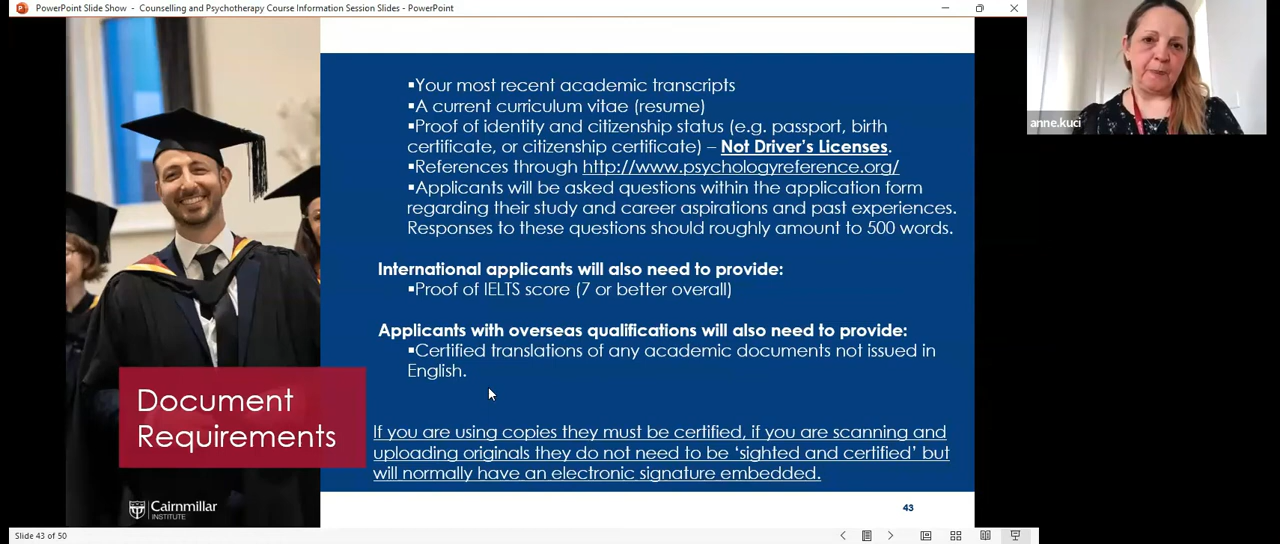 PowerPoint Slide Show - Counselling and Psychotherapy Course Information Session Slides - PowerPoint
▪Your most recent academic transcripts
▪A current curriculum vitae (resume)
▪Proof of identity and citizenship status (e.g. passport, birth
certificate, or citizenship certificate) – Not Driver's Licenses.
▪References through http://www.psychologyreference.org/
▪Applicants will be asked questions within the application form
regarding their study and career aspirations and past experiences.
Responses to these questions should roughly amount to 500 words.
International applicants will also need to provide:
▪Proof of IELTS score (7 or better overall)
Applicants with overseas qualifications will also need to provide:
▪Certified translations of any academic documents not issued in
English.
If you are using copies they must be certified, if you are scanning and
uploading originals they do not need to be 'sighted and certified' but
will normally have an electronic signature embedded.
Document
Requirements
Cairnmillar
INSTITUTE
43
Slide 43 of 50
anne.kuci